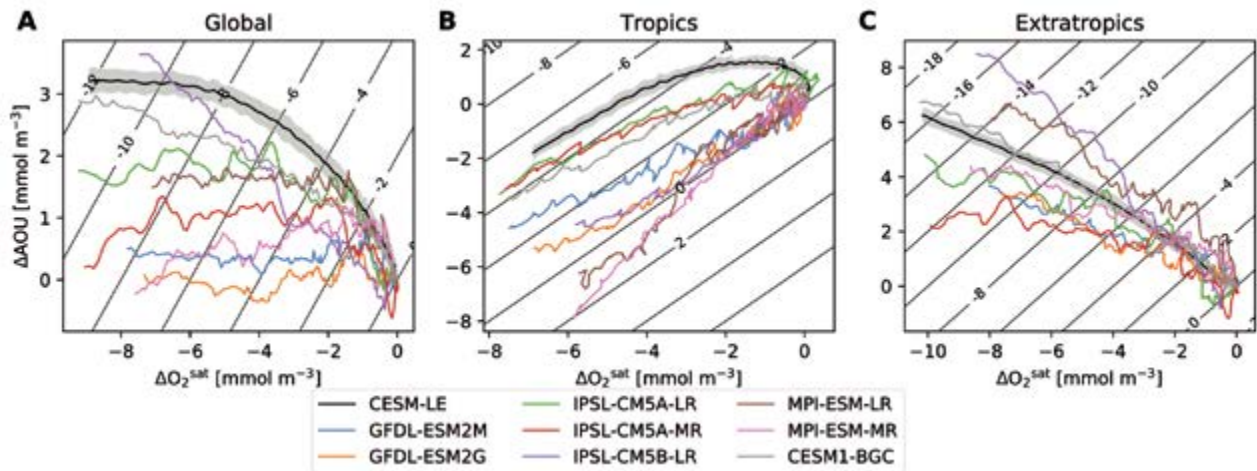 A Global
B Tropics
C Extratropics
ΔAOU [mmol m⁻³]
3
2
1
0
-10
-8
-6
-4
-2
2
0
-2
-4
-6
-8
-8
-6
-4
-2
0
2
8
6
4
2
0
-18
-16
-14
-12
-10
-4
-8
-0
−8 −6 −4 −2 0
−8 −6 −4 −2 0
−10 −8 −6 −4 −2 0
ΔO₂ˢᵃᵗ [mmol m⁻³]
ΔO₂ˢᵃᵗ [mmol m⁻³]
ΔO₂ˢᵃᵗ [mmol m⁻³]
CESM-LE IPSL-CM5A-LR MPI-ESM-LR
GFDL-ESM2M IPSL-CM5A-MR MPI-ESM-MR
GFDL-ESM2G IPSL-CM5B-LR CESM1-BGC